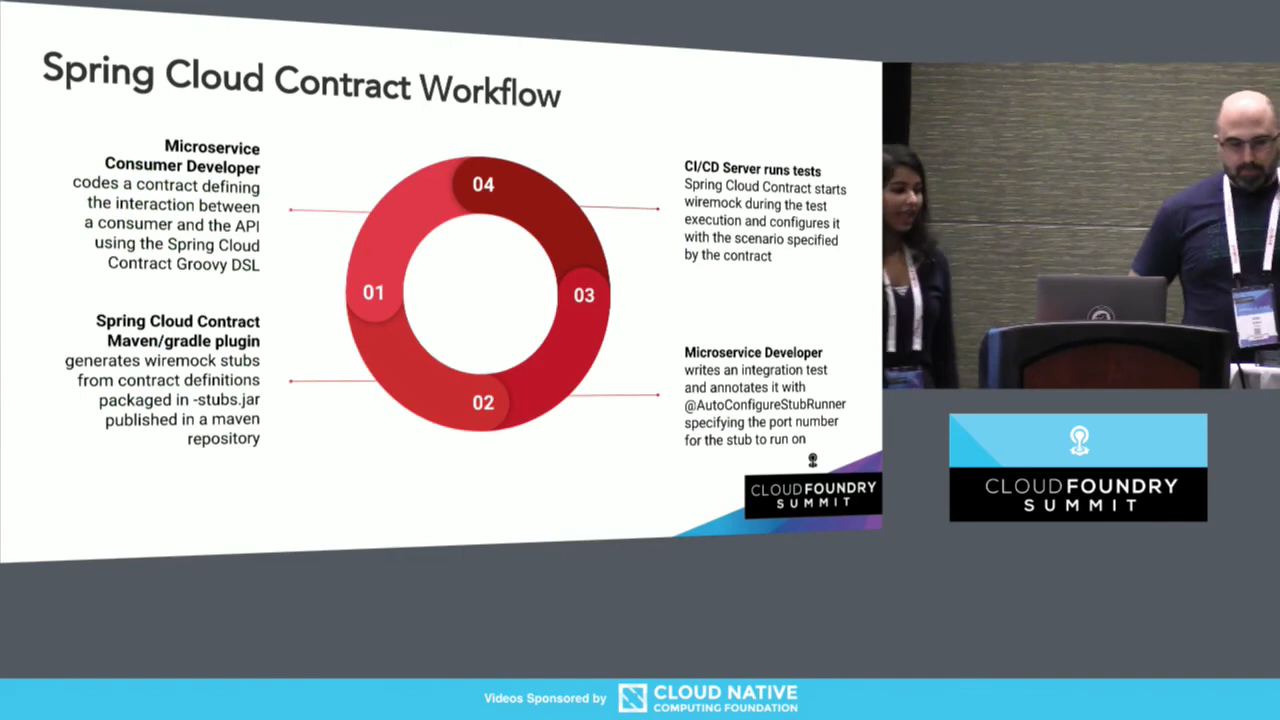 Spring Cloud Contract Workflow
Microservice
Consumer Developer
codes a contract defining
the interaction between
a consumer and the API
using the Spring Cloud
Contract Groovy DSL
Spring Cloud Contract
Maven/gradle plugin
generates wiremock stubs
from contract definitions
packaged in -stubs.jar
published in a maven
repository
04
01
03
02
CI/CD Server runs tests
Spring Cloud Contract starts
wiremock during the test
execution and configures it
with the scenario specified
by the contract
Microservice Developer
writes an integration test
and annotates it with
@AutoConfigureStubRunner
specifying the port number
for the stub to run on
CLOUDFOUNDRY
SUMMIT
CLOUDFOUNDRY
SUMMIT
Videos Sponsored by
CLOUD NATIVE
COMPUTING FOUNDATION